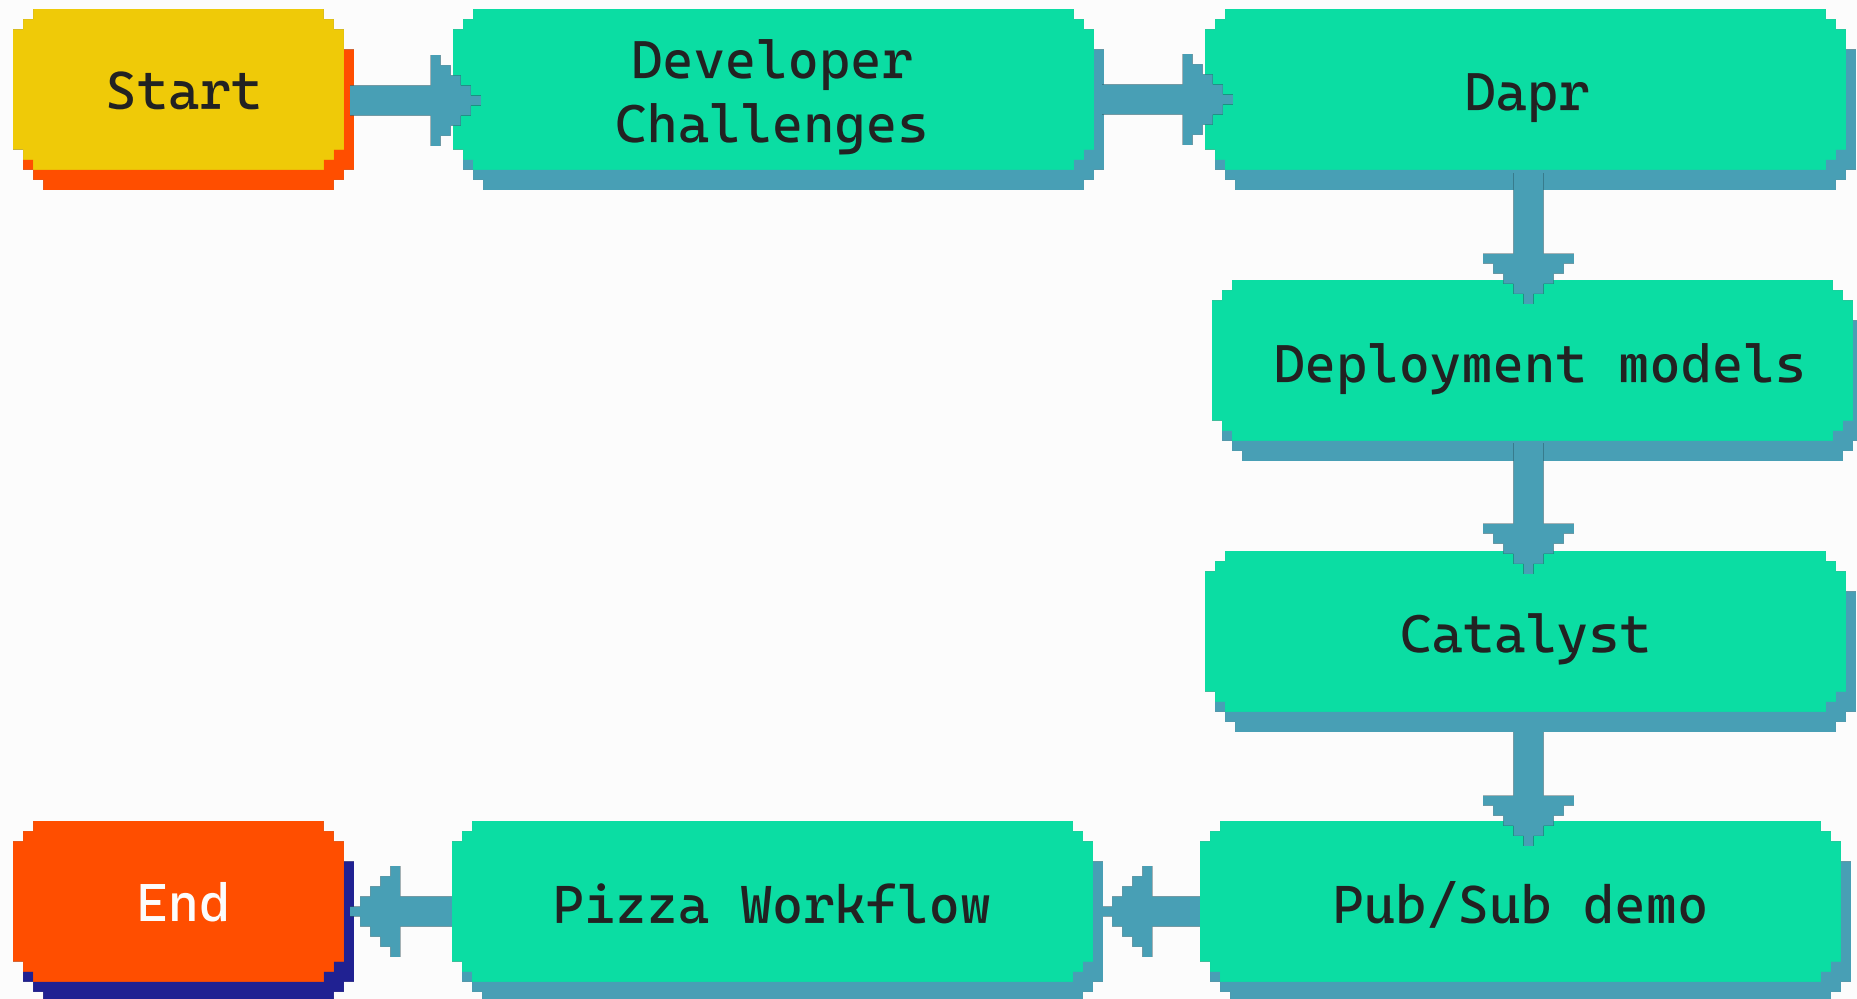 Start
Developer
Challenges
Dapr
Deployment models
Catalyst
Pub/Sub demo
Pizza Workflow
End